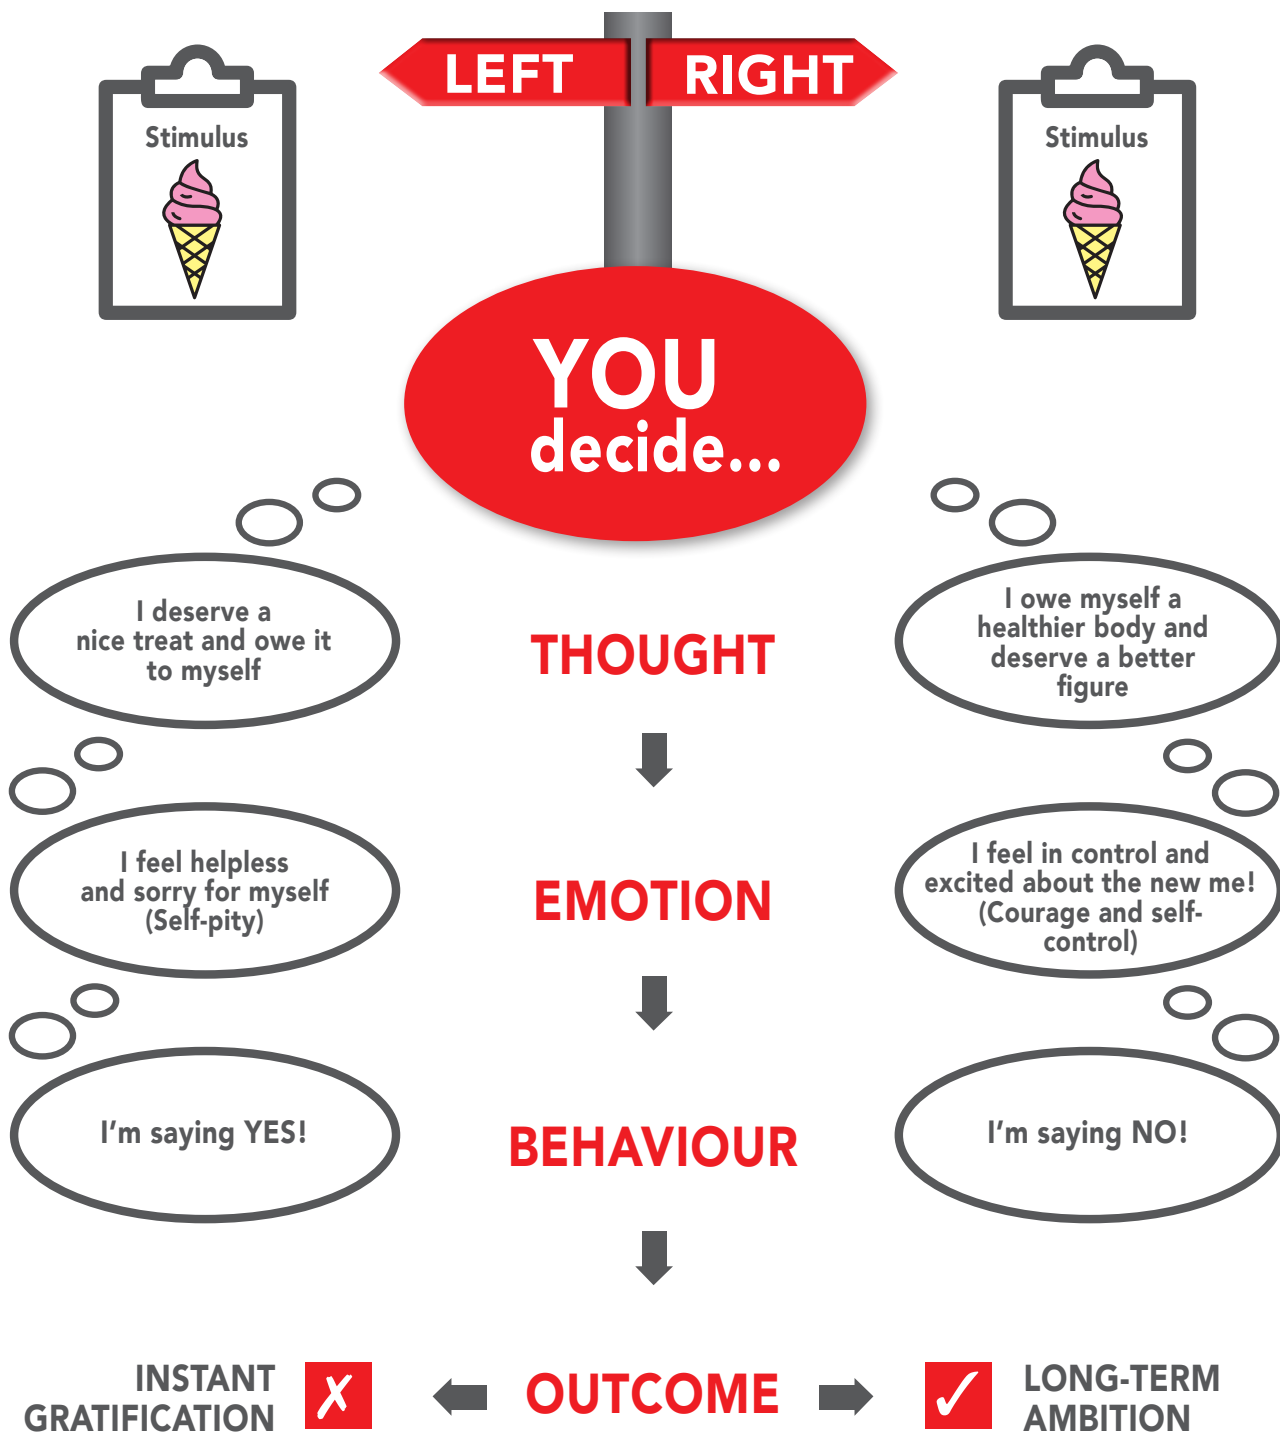 LEFT
RIGHT
Stimulus
Stimulus
YOU
decide...
I deserve a
nice treat and owe it
to myself
THOUGHT
I owe myself a
healthier body and
deserve a better
figure
I feel helpless
and sorry for myself
(Self-pity)
EMOTION
I feel in control and
excited about the new me!
(Courage and self-
control)
I'm saying YES!
BEHAVIOUR
I'm saying NO!
INSTANT
GRATIFICATION
✗
OUTCOME
✓
LONG-TERM
AMBITION